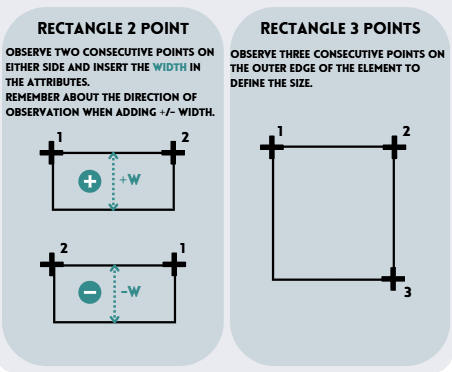 RECTANGLE 2 POINT
OBSERVE TWO CONSECUTIVE POINTS ON
EITHER SIDE AND INSERT THE WIDTH IN
THE ATTRIBUTES.
REMEMBER ABOUT THE DIRECTION OF
OBSERVATION WHEN ADDING +/- WIDTH.
1
2
+
+W
2
1
−
-W
RECTANGLE 3 POINTS
OBSERVE THREE CONSECUTIVE POINTS ON
THE OUTER EDGE OF THE ELEMENT TO
DEFINE THE SIZE.
1
2
3